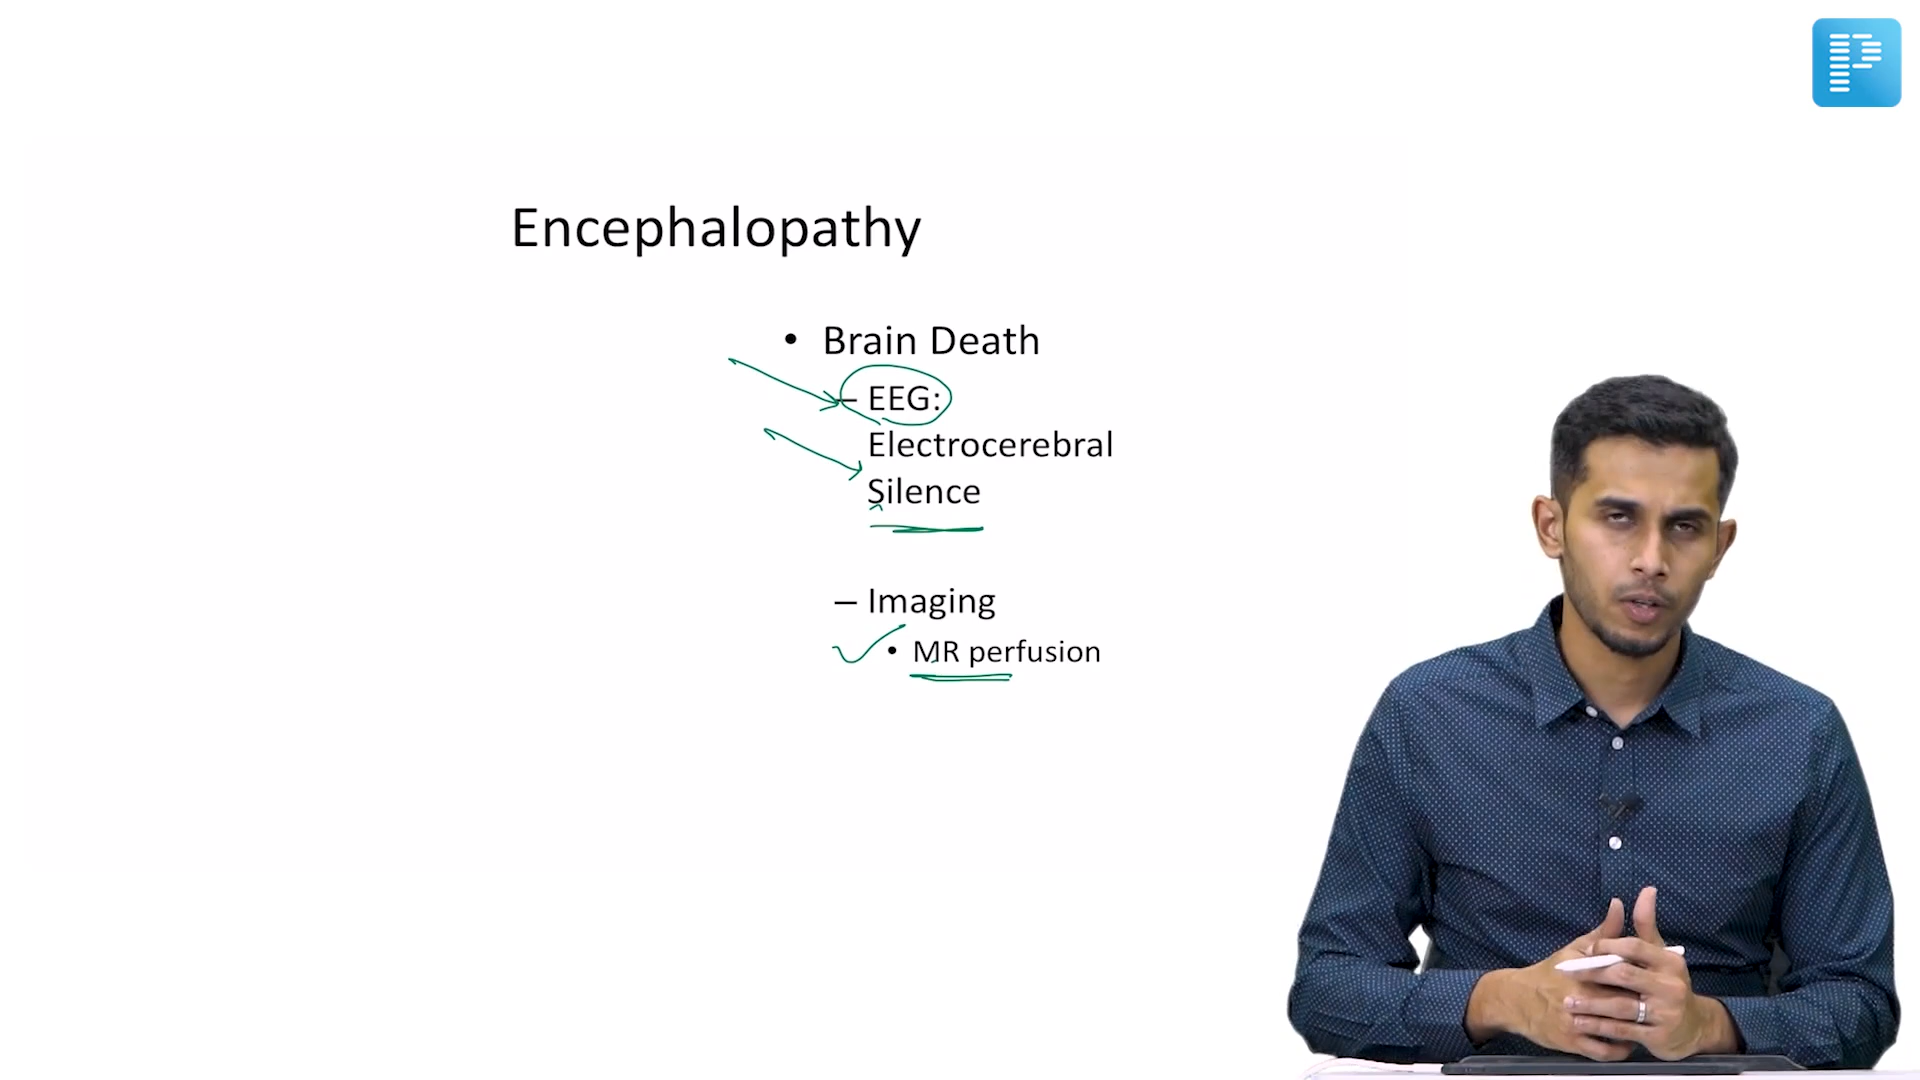 Encephalopathy
• Brain Death
– EEG:
Electrocerebral
Silence
– Imaging
• MR perfusion